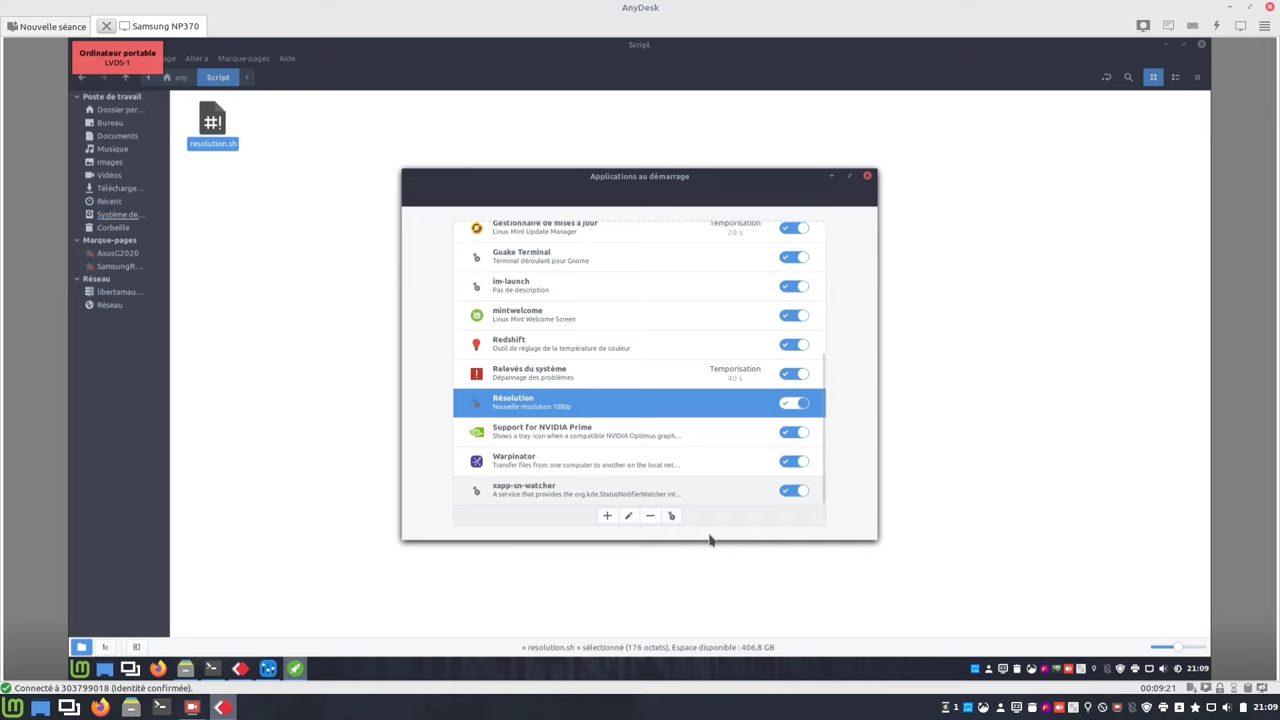 AnyDesk
Nouvelle séance
Samsung NP370
Script
Ordinateur portable
LVDS-1
Aller à
Marque-pages
Aide
any
Script
Poste de travail
Dossier per...
Bureau
Documents
Musique
Images
Vidéos
Télécharge...
Récent
Système de...
Corbeille
Marque-pages
AsusG2020
SamsungR...
Réseau
libertamau...
Réseau
resolution.sh
Applications au démarrage
Gestionnaire de mises à jour
Linux Mint Update Manager
Temporisation
20 s
Guake Terminal
Terminal déroulant pour Gnome
im-launch
Pas de description
mintwelcome
Linux Mint Welcome Screen
Redshift
Outil de réglage de la température de couleur
Relevés du système
Dépannage des problèmes
Temporisation
40 s
Résolution
Nouvelle résolution 1080p
Support for NVIDIA Prime
Shows a tray icon when a compatible NVIDIA Optimus graph...
Warpinator
Transfer files from one computer to another on the local net...
xapp-sn-watcher
A service that provides the org.kde.StatusNotifierWatcher int...
« resolution.sh » sélectionné (176 octets), Espace disponible : 406,8 GB
21:09
Connecté à 303799018 (Identité confirmée).
00:09:21
1
21:09